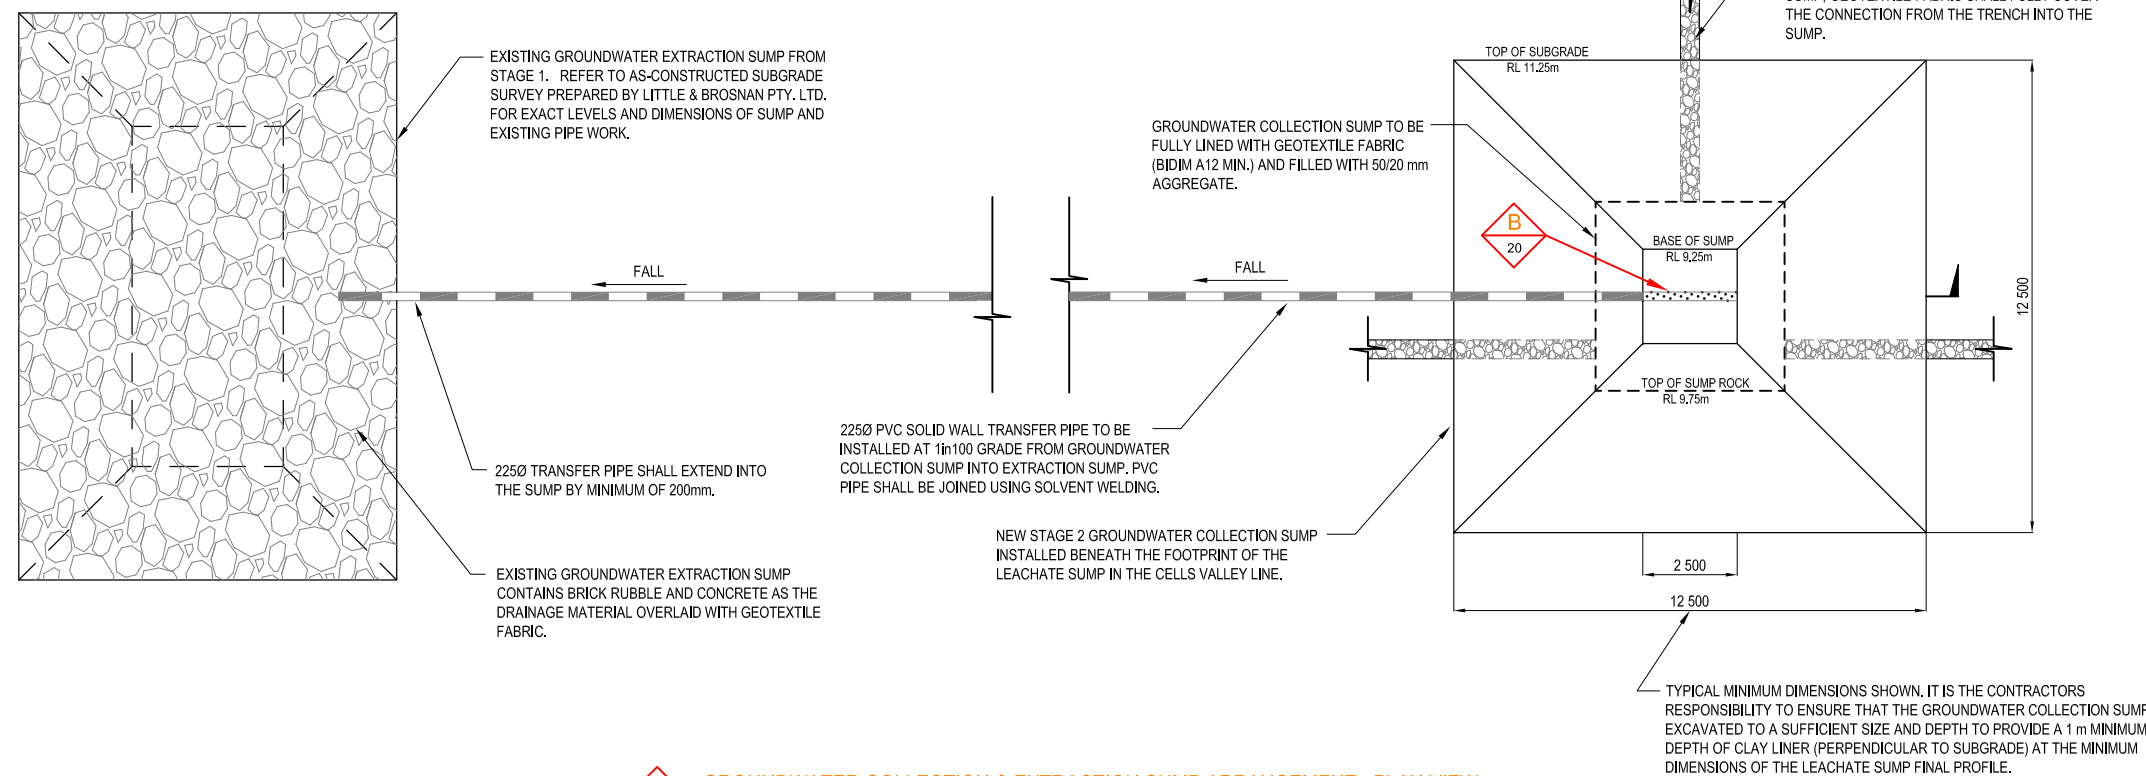 THE CONNECTION FROM THE TRENCH INTO THE
SUMP.
EXISTING GROUNDWATER EXTRACTION SUMP FROM
STAGE 1. REFER TO AS-CONSTRUCTED SUBGRADE
SURVEY PREPARED BY LITTLE & BROSNAN PTY. LTD.
FOR EXACT LEVELS AND DIMENSIONS OF SUMP AND
EXISTING PIPE WORK.
TOP OF SUBGRADE
RL 11.25m
GROUNDWATER COLLECTION SUMP TO BE
FULLY LINED WITH GEOTEXTILE FABRIC
(BIDIM A12 MIN.) AND FILLED WITH 50/20 mm
AGGREGATE.
B
20
BASE OF SUMP
RL 9.25m
FALL
FALL
12 500
TOP OF SUMP ROCK
RL 9.75m
225Ø PVC SOLID WALL TRANSFER PIPE TO BE
INSTALLED AT 1in100 GRADE FROM GROUNDWATER
COLLECTION SUMP INTO EXTRACTION SUMP. PVC
PIPE SHALL BE JOINED USING SOLVENT WELDING.
225Ø TRANSFER PIPE SHALL EXTEND INTO
THE SUMP BY MINIMUM OF 200mm.
NEW STAGE 2 GROUNDWATER COLLECTION SUMP
INSTALLED BENEATH THE FOOTPRINT OF THE
LEACHATE SUMP IN THE CELLS VALLEY LINE.
EXISTING GROUNDWATER EXTRACTION SUMP
CONTAINS BRICK RUBBLE AND CONCRETE AS THE
DRAINAGE MATERIAL OVERLAID WITH GEOTEXTILE
FABRIC.
2 500
12 500
TYPICAL MINIMUM DIMENSIONS SHOWN. IT IS THE CONTRACTORS
RESPONSIBILITY TO ENSURE THAT THE GROUNDWATER COLLECTION SUMP
EXCAVATED TO A SUFFICIENT SIZE AND DEPTH TO PROVIDE A 1 m MINIMUM
DEPTH OF CLAY LINER (PERPENDICULAR TO SUBGRADE) AT THE MINIMUM
DIMENSIONS OF THE LEACHATE SUMP FINAL PROFILE.